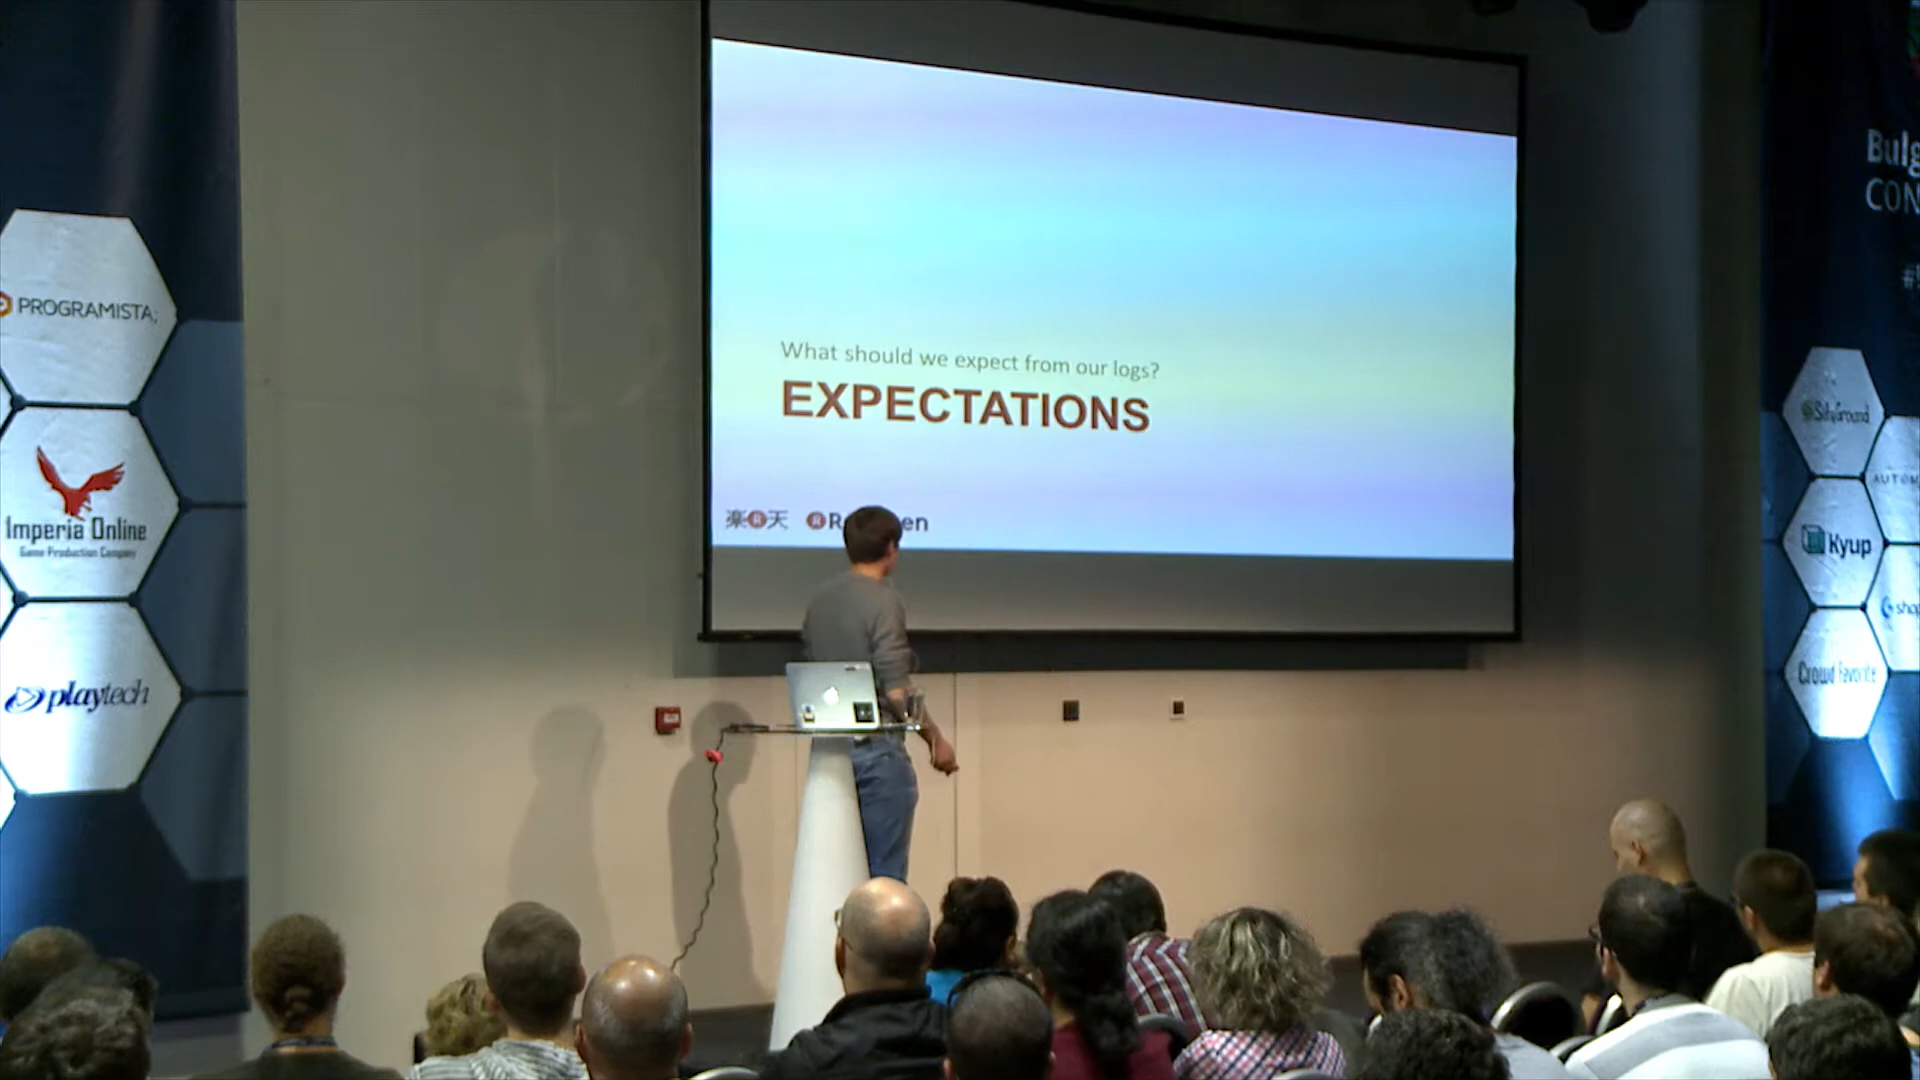 PROGRAMISTA;
Imperia Online
Game Production Company
playtech
What should we expect from our logs?
EXPECTATIONS
楽天
SiteGround
Kyup
Crowd Favorite